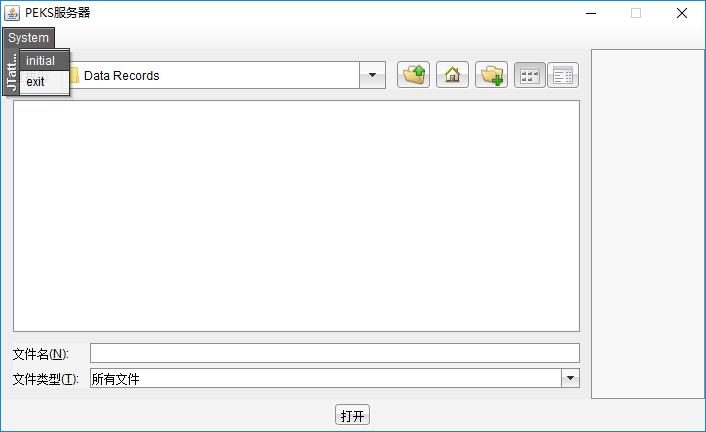 PEKS服务器
System
JTatt...
initial
exit
Data Records
文件名(N):
文件类型(T):
所有文件
打开